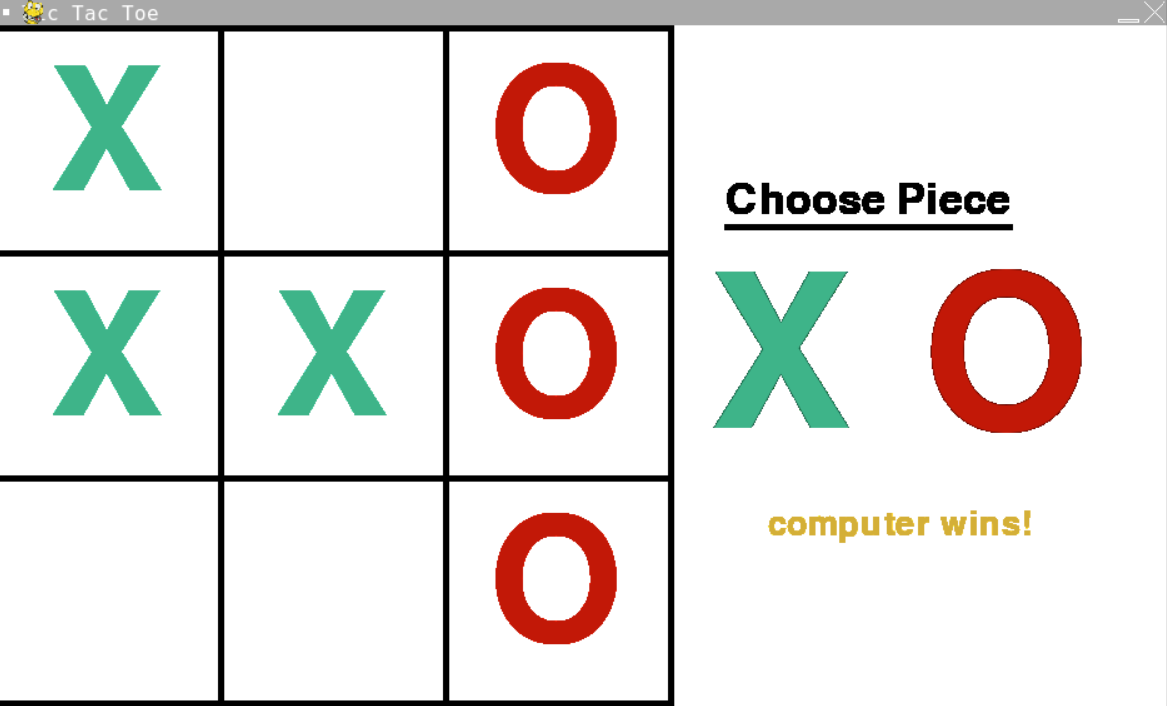 Tac Toe
X O
Choose Piece
X X O
X O
O
computer wins!